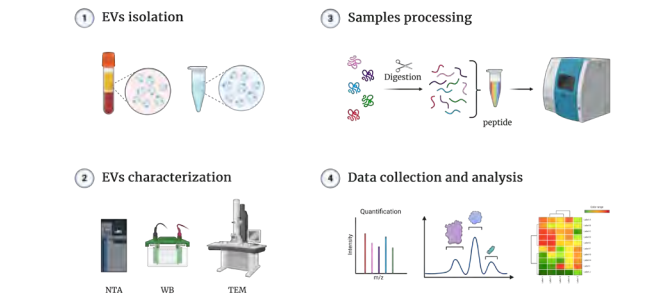 1 EVs isolation
3 Samples processing
Digestion
peptide
2 EVs characterization
NTA
WB
TEM
4 Data collection and analysis
Quantification
Intensity
m/z